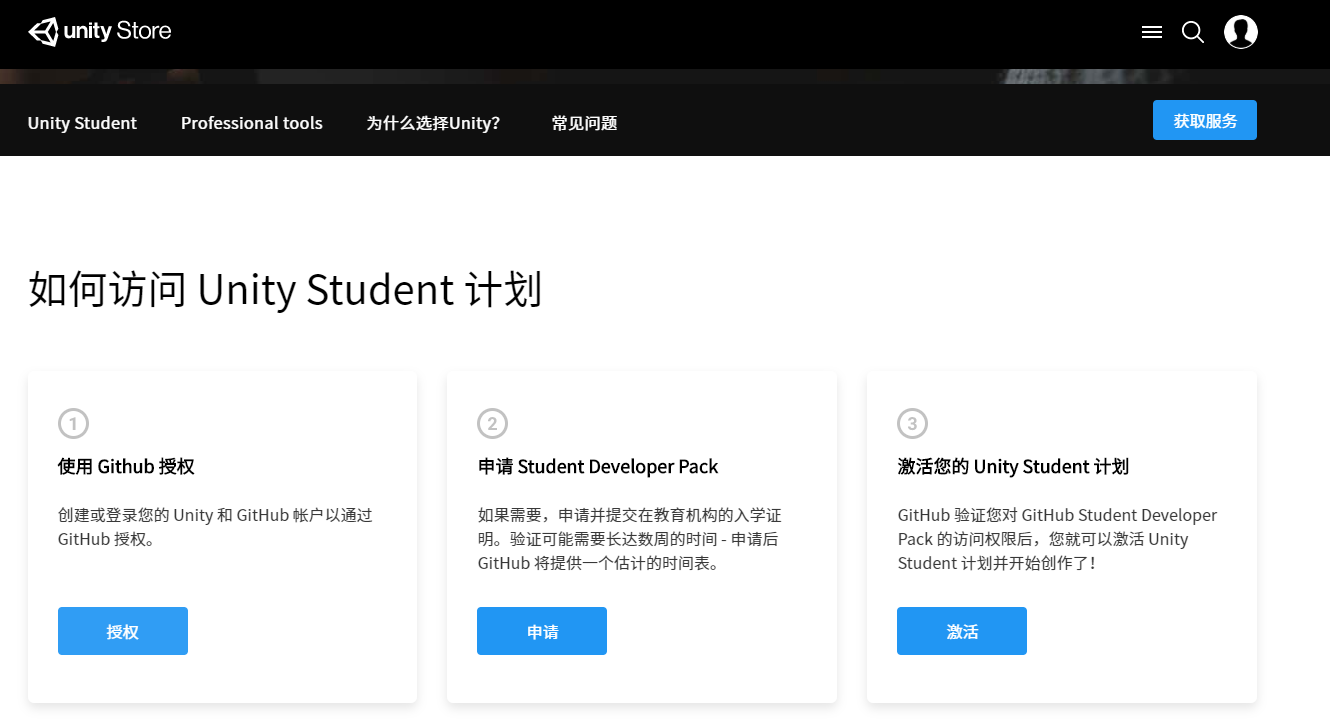 unity Store
Unity Student
Professional tools
为什么选择Unity?
常见问题
获取服务
如何访问 Unity Student 计划
1
使用 Github 授权
创建或登录您的 Unity 和 GitHub 帐户以通过
GitHub 授权。
授权
2
申请 Student Developer Pack
如果需要，申请并提交在教育机构的入学证
明。验证可能需要长达数周的时间 - 申请后
GitHub 将提供一个估计的时间表。
申请
3
激活您的 Unity Student 计划
GitHub 验证您对 GitHub Student Developer
Pack 的访问权限后，您就可以激活 Unity
Student 计划并开始创作了！
激活